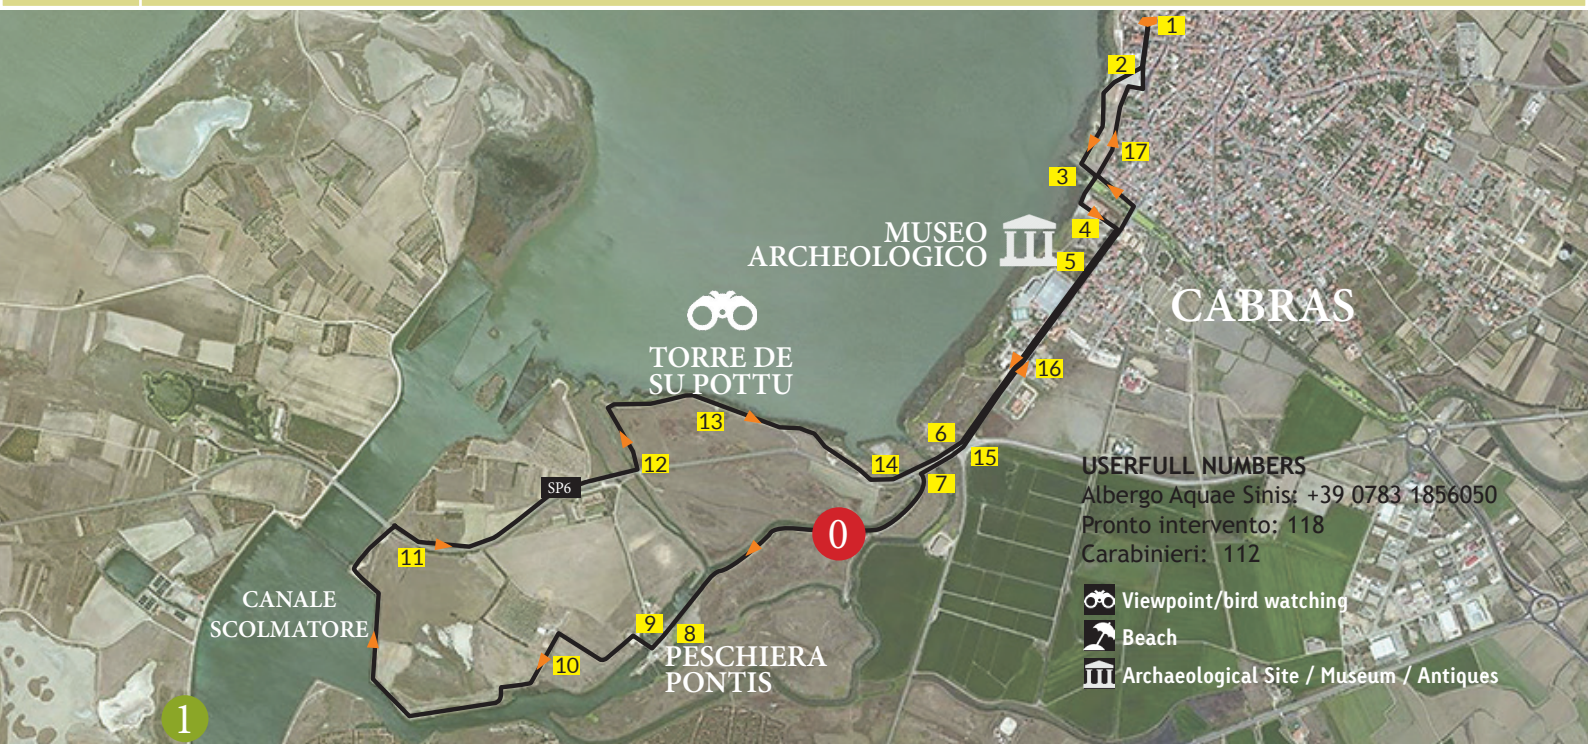 1
2
17
3
4
MUSEO
ARCHEOLOGICO
5
CABRAS
TORRE DE
SU POTTU
16
13
6
15
12
14
7
SP6
0
11
9
8
10
CANALE
SCOLMATORE
PESCHIERA
PONTIS
1
USERFULL NUMBERS
Albergo Aquae Sinis: +39 0783 1856050
Pronto intervento: 118
Carabinieri: 112
Viewpoint/bird watching
Beach
Archaeological Site / Museum / Antiques